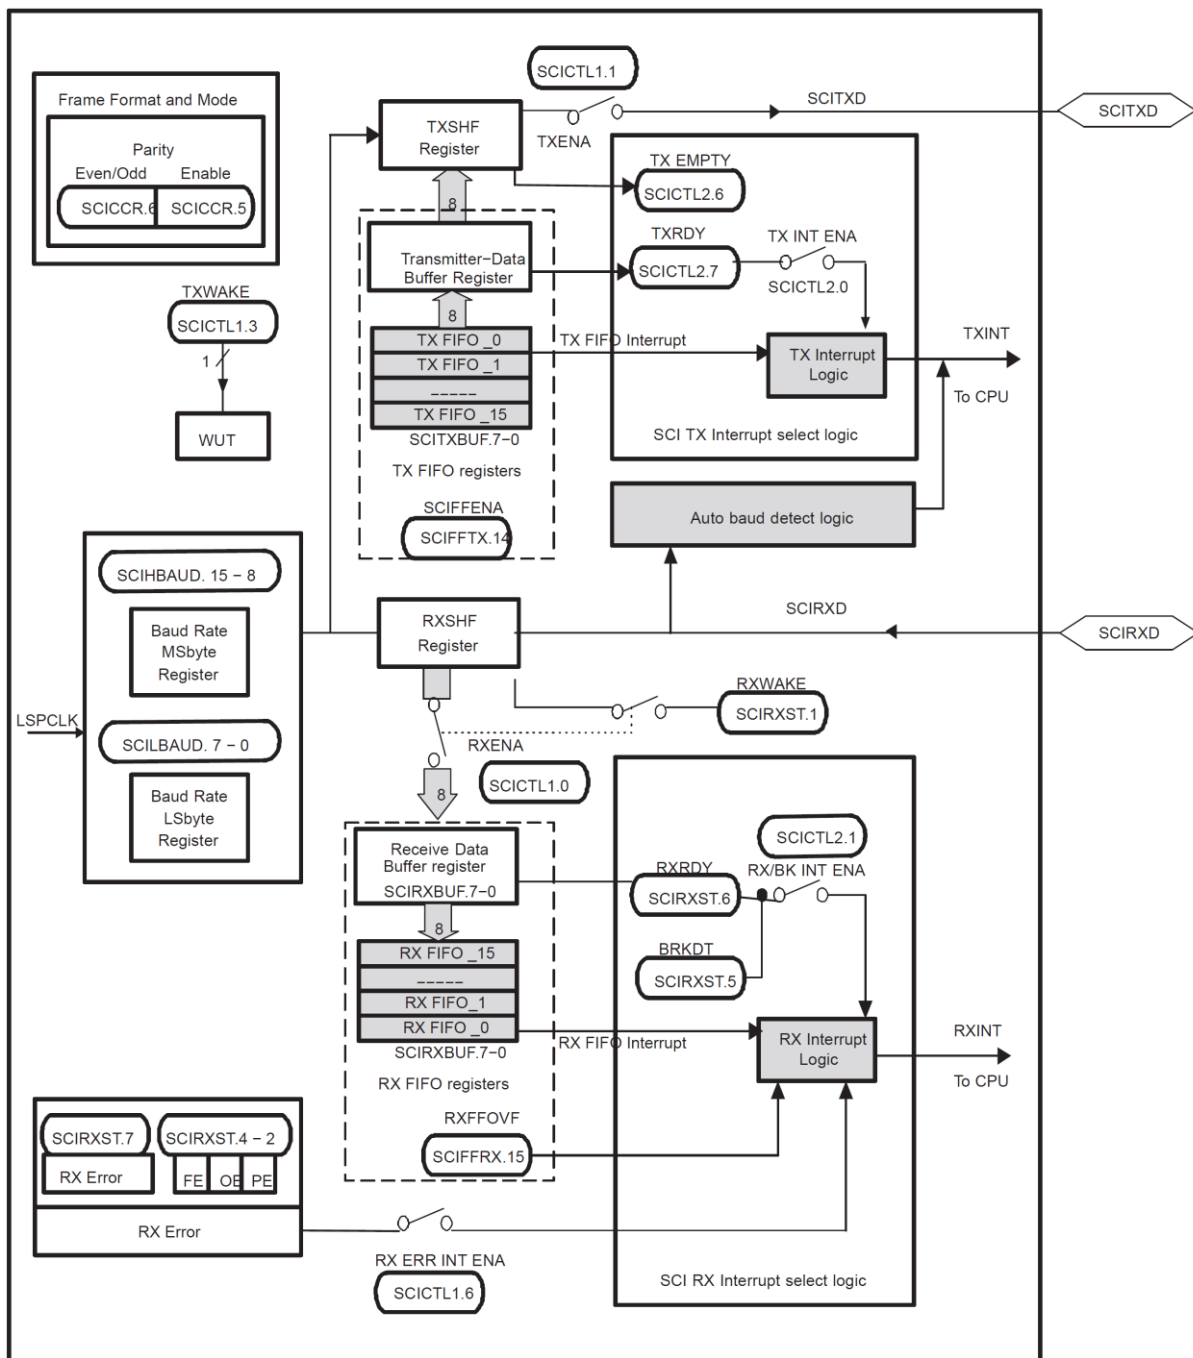 SCICTL1.1
Frame Format and Mode
Parity
Even/Odd Enable
SCICCR.6 SCICCR.5
TXSHF
Register
TXENA
SCITXD
SCITXD
TX EMPTY
SCICTL2.6
8
TXRDY
SCICTL2.7
TX INT ENA
SCICTL2.0
Transmitter-Data
Buffer Register
8
TXWAKE
SCICTL1.3
1
WUT
TX FIFO _0
TX FIFO _1
-----
TX FIFO _15
SCITXBUF.7-0
TX FIFO registers
SCIFFENA
SCIFFTX.14
TX FIFO Interrupt
TX Interrupt
Logic
TXINT
To CPU
SCI TX Interrupt select logic
Auto baud detect logic
SCIHBAUD. 15 - 8
Baud Rate
MSbyte
Register
LSPCLK
SCILBAUD. 7 - 0
Baud Rate
LSbyte
Register
RXSHF
Register
SCIRXD
SCIRXD
RXWAKE
SCIRXST.1
RXENA
SCICTL1.0
8
Receive Data
Buffer register
SCIRXBUF.7-0
8
SCICTL2.1
RXRDY
RX/BK INT ENA
SCIRXST.6
BRKDT
SCIRXST.5
RX FIFO _15
-----
RX FIFO_1
RX FIFO _0
SCIRXBUF.7-0
RX FIFO registers
RX FIFO Interrupt
RX Interrupt
Logic
RXINT
To CPU
RXFFOVF
SCIFFRX.15
SCIRXST.7 SCIRXST.4 - 2
RX Error FE OE PE
RX Error
RX ERR INT ENA
SCICTL1.6
SCI RX Interrupt select logic